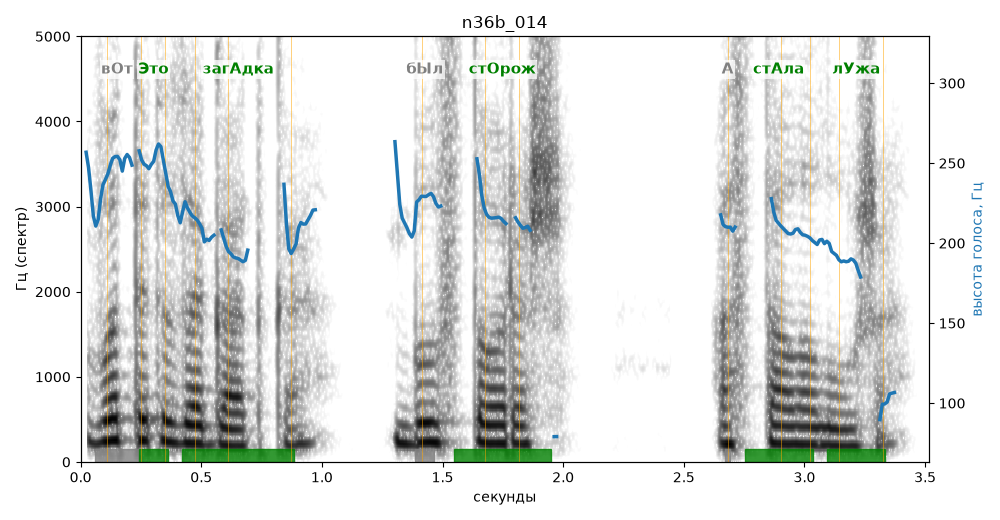 n36b_014
вОт Это загАдка бЫл стОрож А стАла лУжа
5000
4000
3000
2000
1000
0
300
250
200
150
100
Гц (спектр)
высота голоса, Гц
0.0 0.5 1.0 1.5 2.0 2.5 3.0 3.5
секунды